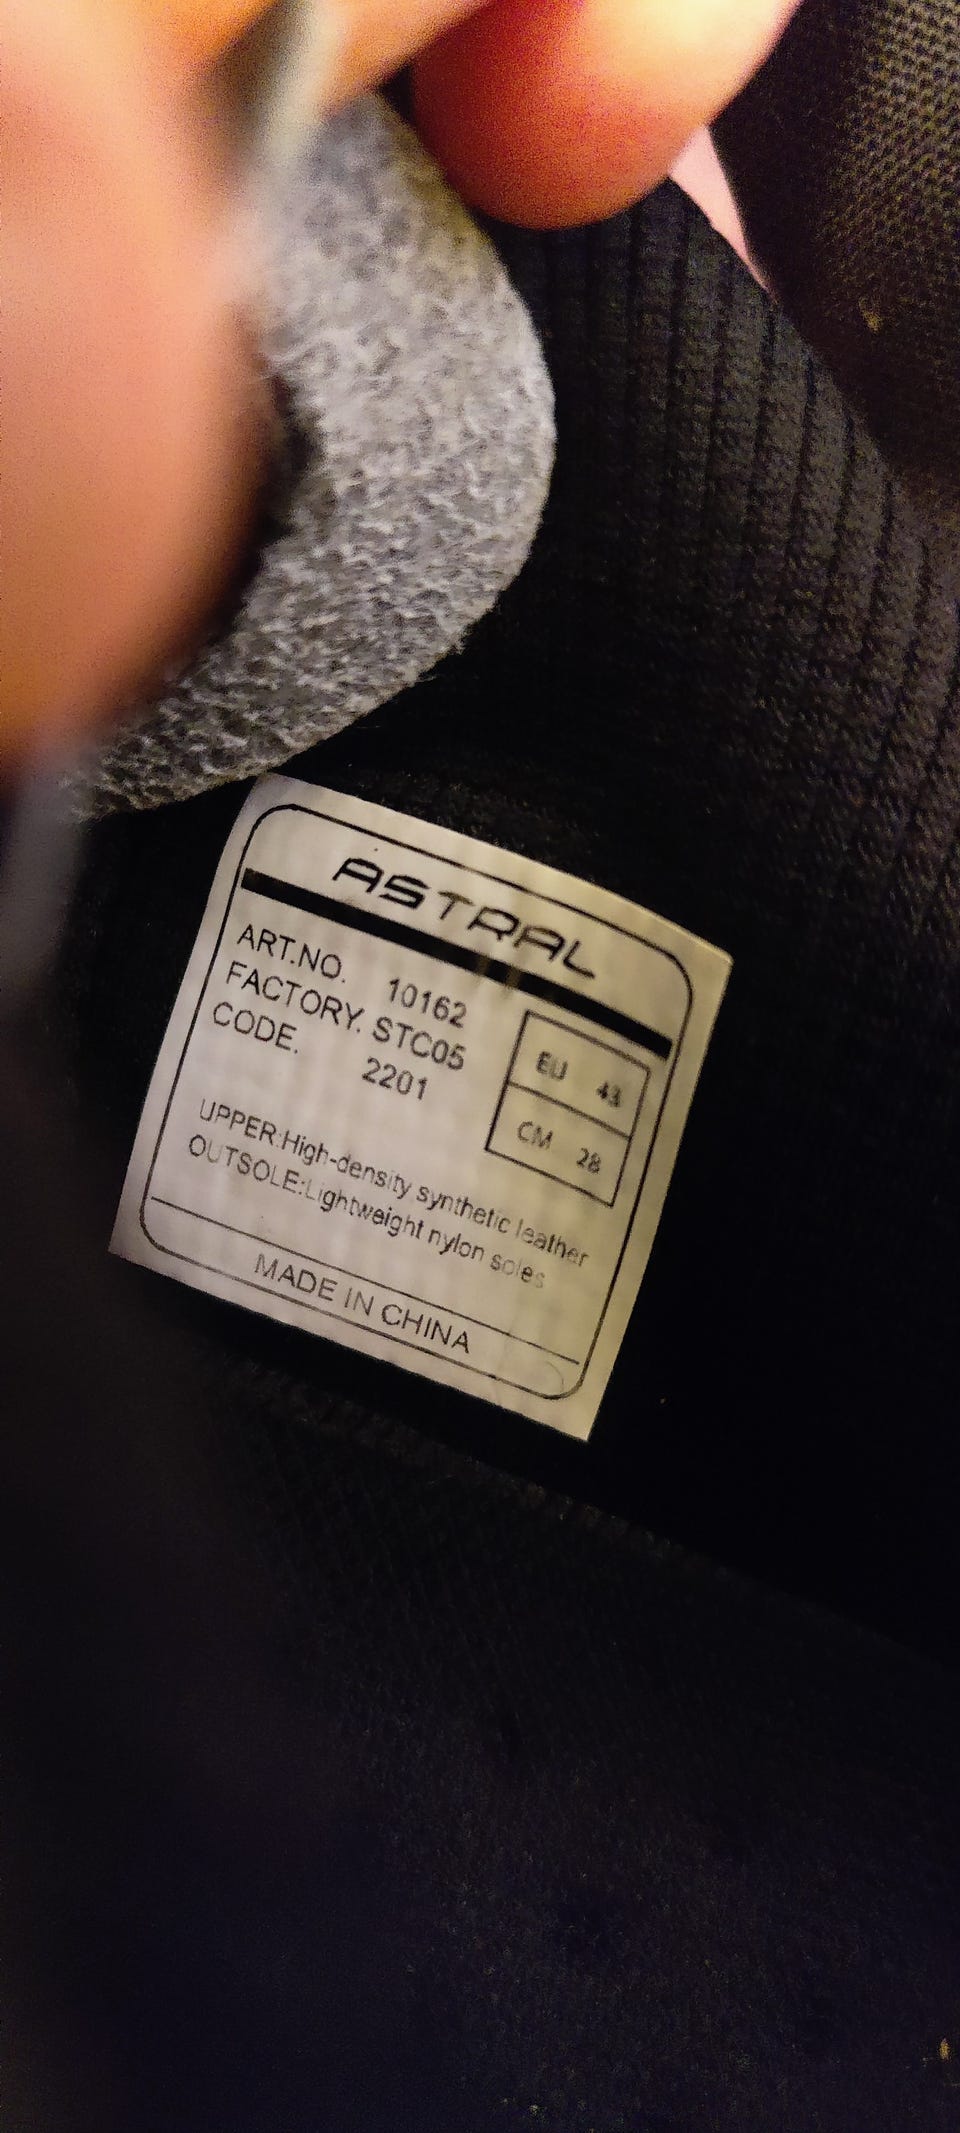 ASTRAL
ART.NO. 10162
FACTORY. STC05
CODE. 2201
EU 43
CM 28
UPPER:High-density synthetic leather
OUTSOLE:Lightweight nylon soles
MADE IN CHINA